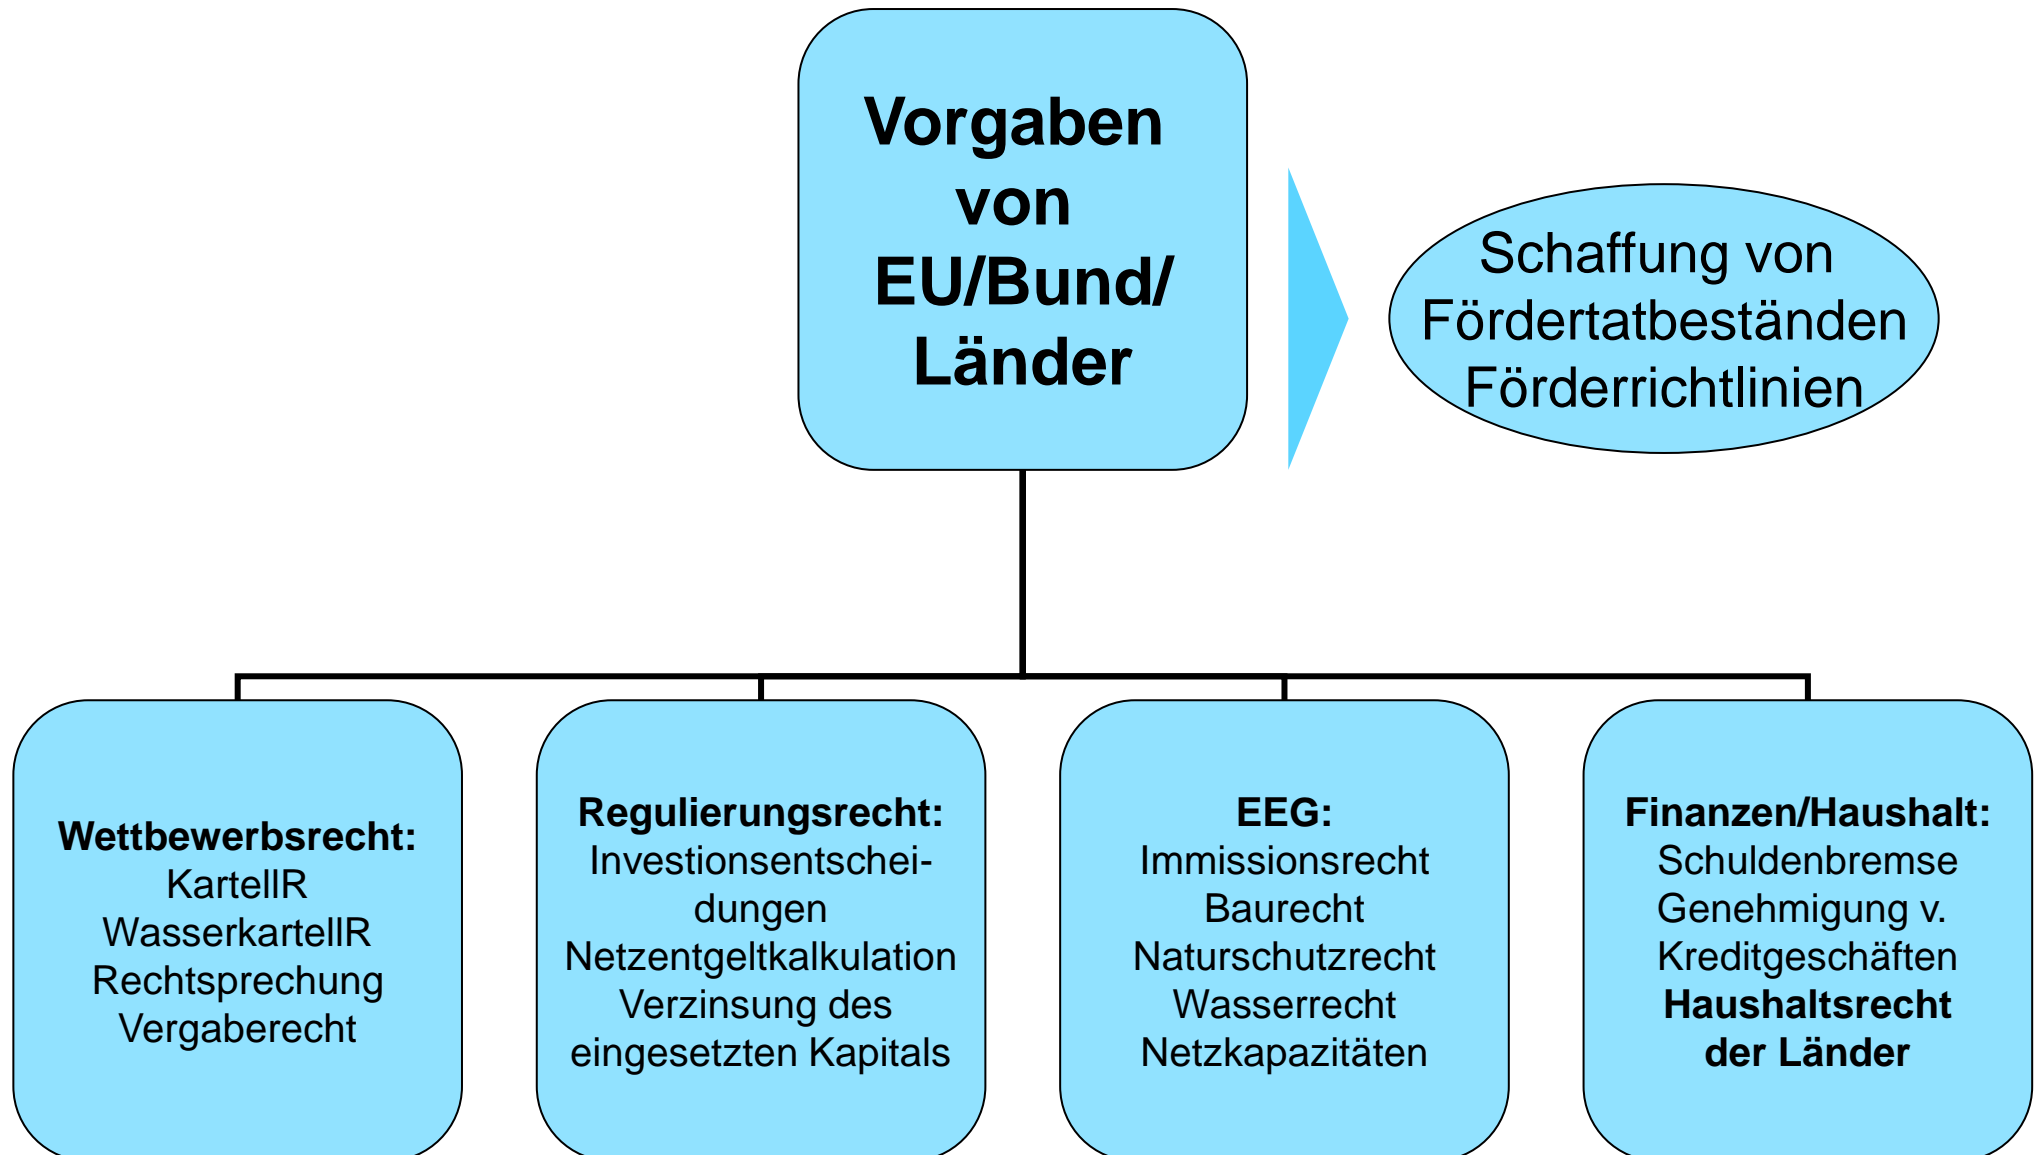 Vorgaben
von
EU/Bund/
Länder
Schaffung von
Fördertatbeständen
Förderrichtlinien
Wettbewerbsrecht:
KartellR
WasserkartellR
Rechtsprechung
Vergaberecht
Regulierungsrecht:
Investionsentschei-
dungen
Netzentgeltkalkulation
Verzinsung des
eingesetzten Kapitals
EEG:
Immissionsrecht
Baurecht
Naturschutzrecht
Wasserrecht
Netzkapazitäten
Finanzen/Haushalt:
Schuldenbremse
Genehmigung v.
Kreditgeschäften
Haushaltsrecht
der Länder